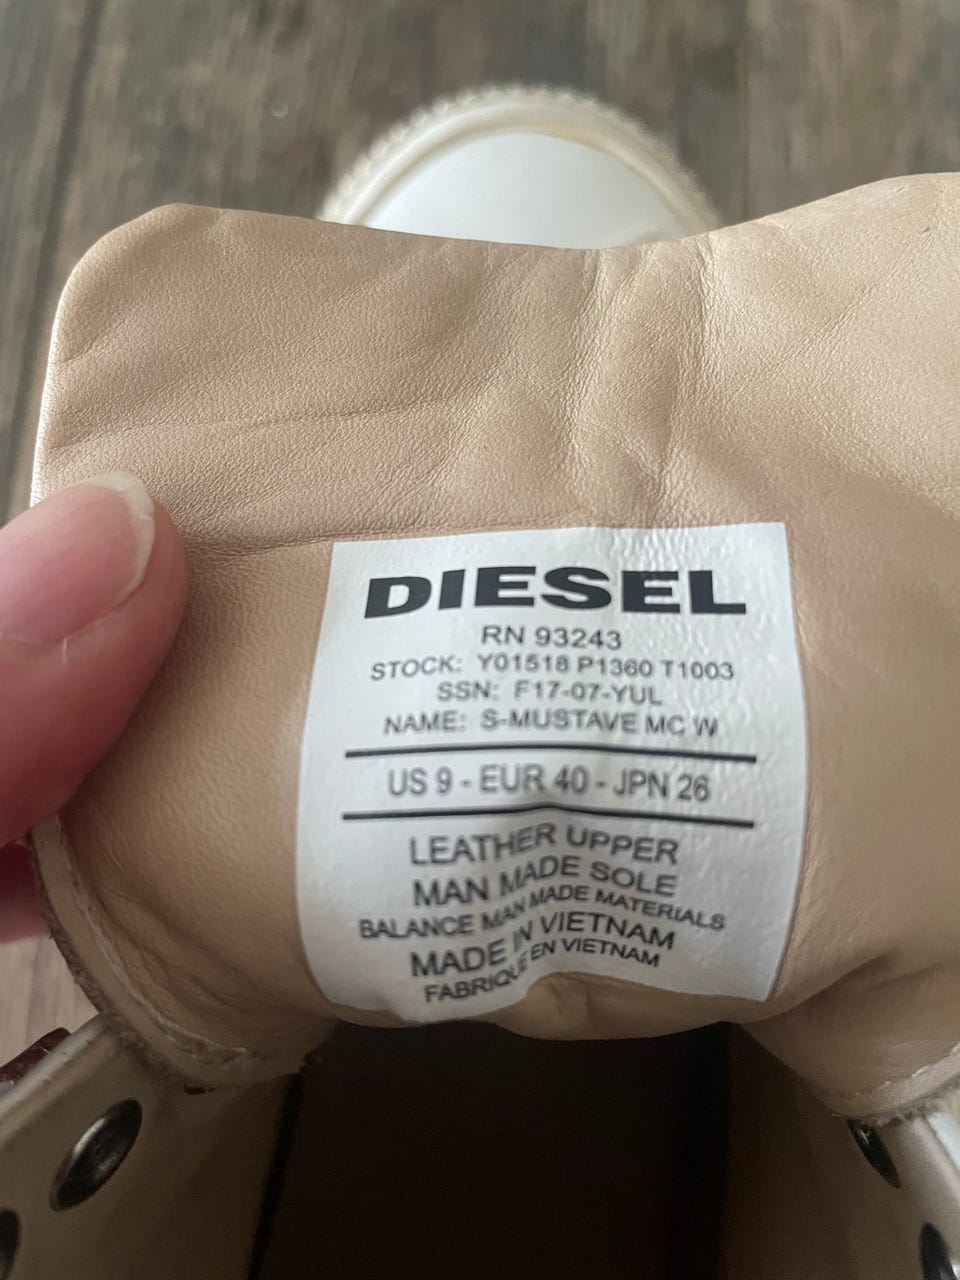 DIESEL
RN 93243
STOCK: Y01518 P1360 T1003
SSN: F17-07-YUL
NAME: S-MUSTAVE MC W
US 9 - EUR 40 - JPN 26
LEATHER UPPER
MAN MADE SOLE
BALANCE MAN MADE MATERIALS
MADE IN VIETNAM
FABRIQUE EN VIETNAM